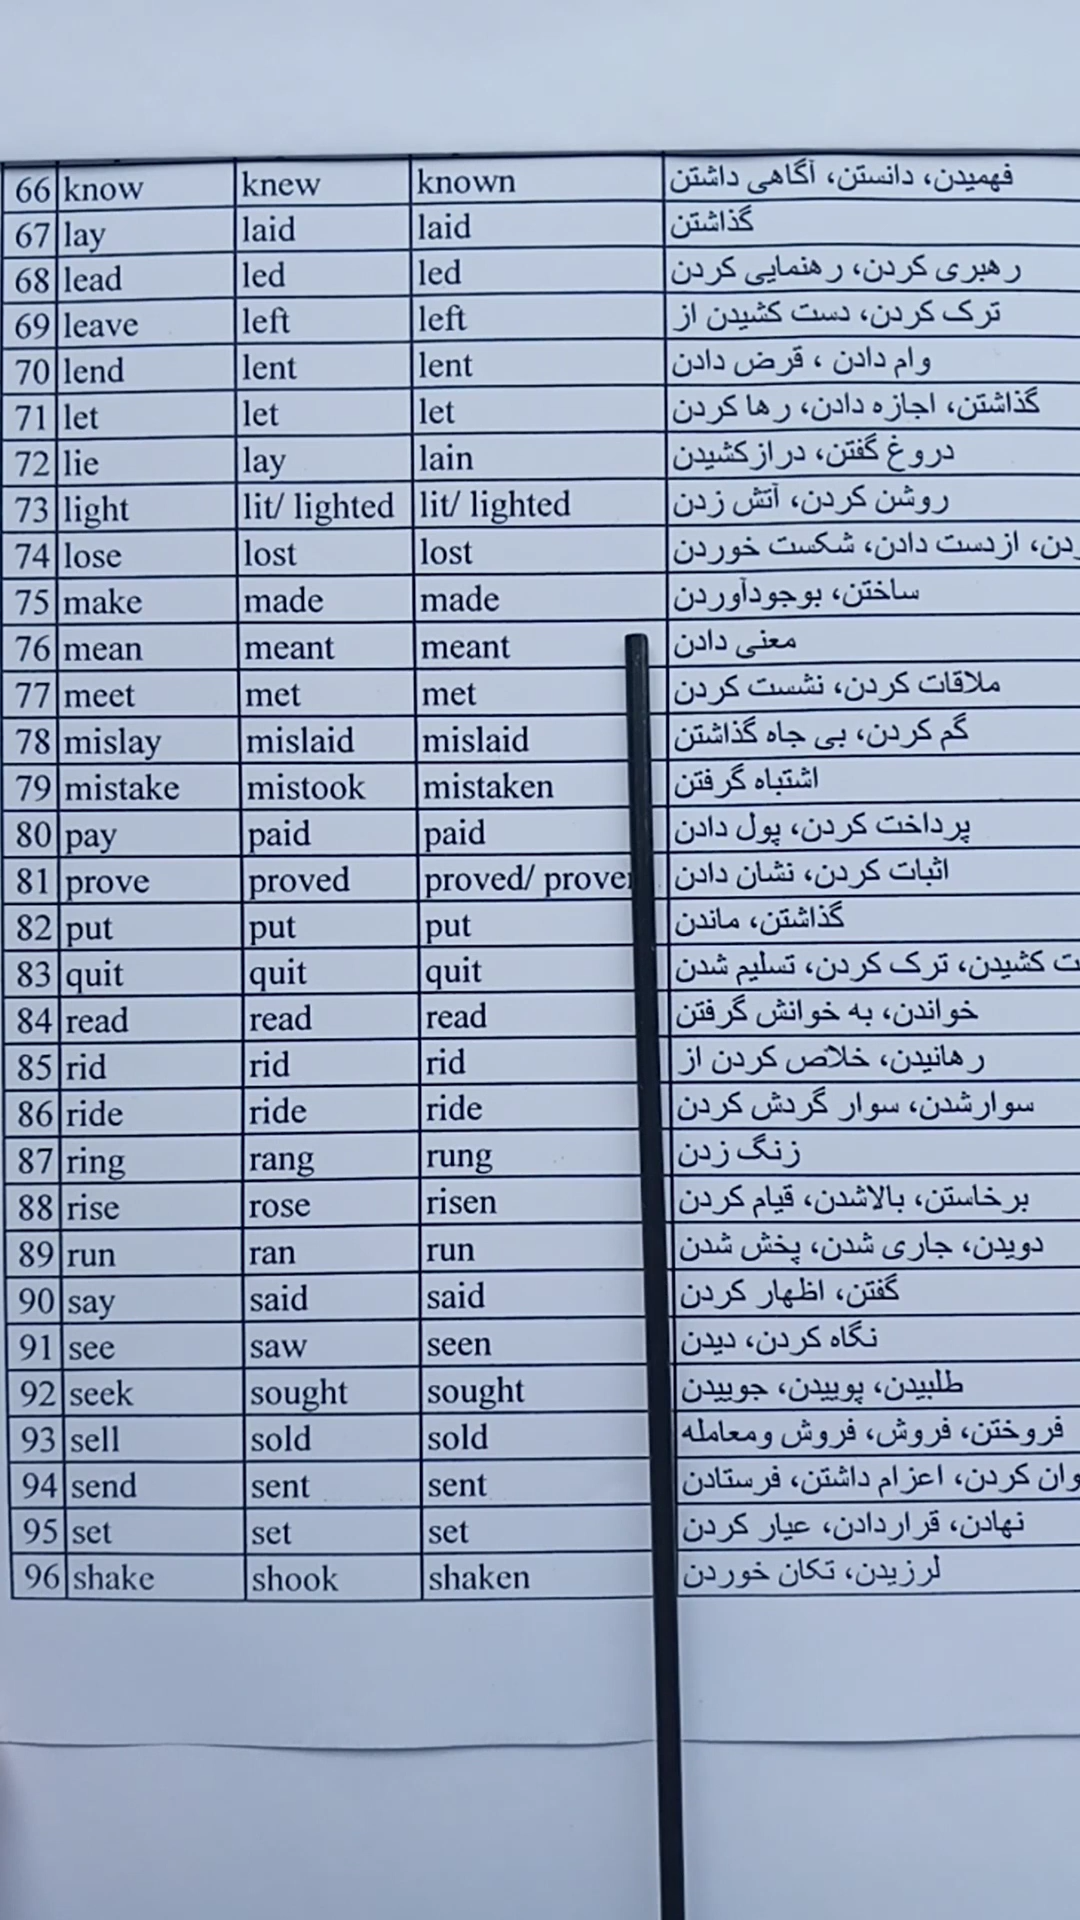 66 know knew known فهمیدن، دانستن، آگاهی داشتن
67 lay laid laid گذاشتن
68 lead led led رهبری کردن، رهنمایی کردن
69 leave left left ترک کردن، دست کشیدن از
70 lend lent lent وام دادن ، قرض دادن
71 let let let گذاشتن، اجازه دادن، رها کردن
72 lie lay lain دروغ گفتن، درازکشیدن
73 light lit/ lighted lit/ lighted روشن کردن، آتش زدن
74 lose lost lost ازدست دادن، شکست خوردن
75 make made made ساختن، بوجودآوردن
76 mean meant meant معنی دادن
77 meet met met ملاقات کردن، نشست کردن
78 mislay mislaid mislaid گم کردن، بی جاه گذاشتن
79 mistake mistook mistaken اشتباه گرفتن
80 pay paid paid پرداخت کردن، پول دادن
81 prove proved proved/ اثبات کردن، نشان دادن
82 put put put گذاشتن، ماندن
83 quit quit quit کشیدن، ترک کردن، تسلیم شدن
84 read read read خواندن، به خوانش گرفتن
85 rid rid rid رهانیدن، خلاص کردن از
86 ride ride ride سوارشدن، سوار گردش کردن
87 ring rang rung زنگ زدن
88 rise rose risen برخاستن، بالاشدن، قیام کردن
89 run ran run دویدن، جاری شدن، پخش شدن
90 say said said گفتن، اظهار کردن
91 see saw seen نگاه کردن، دیدن
92 seek sought sought طلبیدن، پوییدن، جوییدن
93 sell sold sold فروختن، فروش، فروش ومعامله
94 send sent sent کردن، اعزام داشتن، فرستادن
95 set set set نهادن، قراردادن، عیار کردن
96 shake shook shaken لرزیدن، تکان خوردن